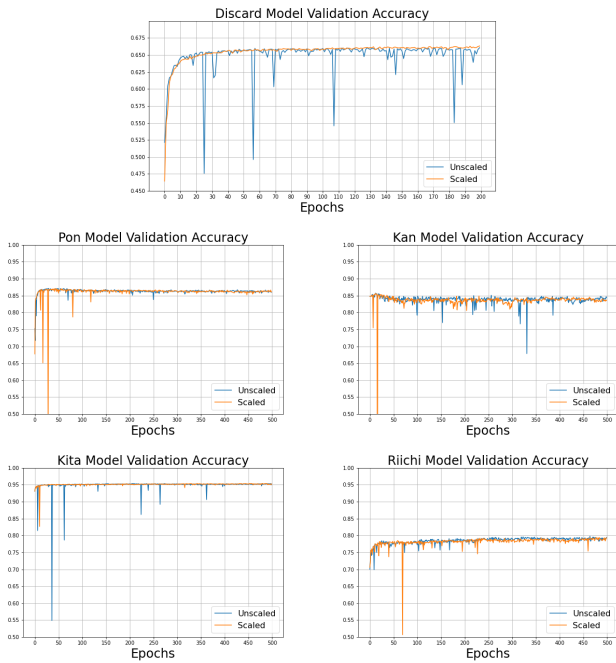 Discard Model Validation Accuracy
0.675
0.650
0.625
0.600
0.575
0.550
0.525
0.500
0.475
0.450
Unscaled
Scaled
0 10 20 30 40 50 60 70 80 90 100 110 120 130 140 150 160 170 180 190 200
Epochs
Pon Model Validation Accuracy
1.00
0.95
0.90
0.85
0.80
0.75
0.70
0.65
0.60
0.55
0.50
Unscaled
Scaled
0 50 100 150 200 250 300 350 400 450 500
Epochs
Kan Model Validation Accuracy
1.00
0.95
0.90
0.85
0.80
0.75
0.70
0.65
0.60
0.55
0.50
Unscaled
Scaled
0 50 100 150 200 250 300 350 400 450 500
Epochs
Kita Model Validation Accuracy
1.00
0.95
0.90
0.85
0.80
0.75
0.70
0.65
0.60
0.55
0.50
Unscaled
Scaled
0 50 100 150 200 250 300 350 400 450 500
Epochs
Riichi Model Validation Accuracy
1.00
0.95
0.90
0.85
0.80
0.75
0.70
0.65
0.60
0.55
0.50
Unscaled
Scaled
0 50 100 150 200 250 300 350 400 450 500
Epochs